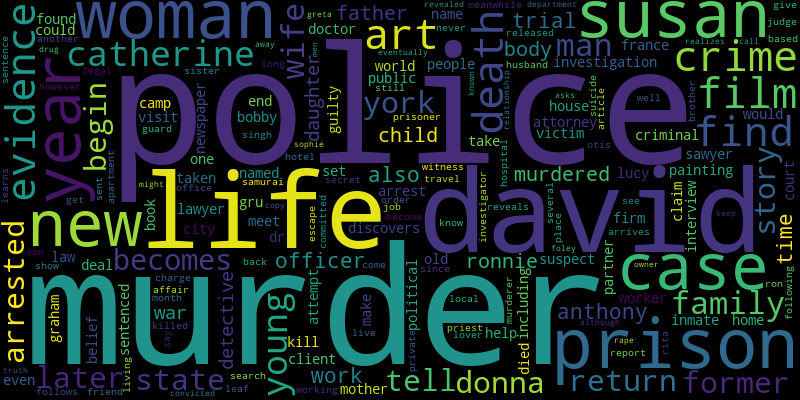 found
could
woman
another
drug
catherine
sentence
legal
however
year
evidence
learns
sent
apartment
begin
police
wife
doctor
father
art
name
world
public
still
people
york
child
daughter
guilty
newspaper
camp
visit
guard
end
bobby
singh
sophie
hotel
one
greta
eventually
revealed
meanwhile
department
never
away
long
sister
death
released
husband
known
relationship
asks
body
man
trial
france
investigation
susan
crime
film
give
judge
based
realizes
call
well
brother
suicide
article
house
attorney
victim
criminal
otis
hospital
take
murdered
sawyer
would
find
lucy
painting
story
court
time
david
life
new
also
set
prisoner
witness
travel
samurai
secret
arrest
order
job
become
escape
committed
copy
might
office
taken
named
book
lawyer
gru
meet
discovers
city
dr
get
becomes
officer
old
know
reveals
investigator
several
place
foley
see
arrives
firm
claim
interview
keep
following
arrested
son
law
show
deal
back
affair
charge
month
killed
war
attempt
make
live
come
since
political
private
local
priest
lover
help
murderer
including
ronnie
suspect
partner
case
owner
ron
family
worker
anthony
inmate
home
although
murder
graham
belief
sentenced
living
young
detective
state
later
even
truth
follows
friend
leaf
search
convicted
kill
client
work
working
mother
tell
died
donna
prison
rape
report
rita
return
former